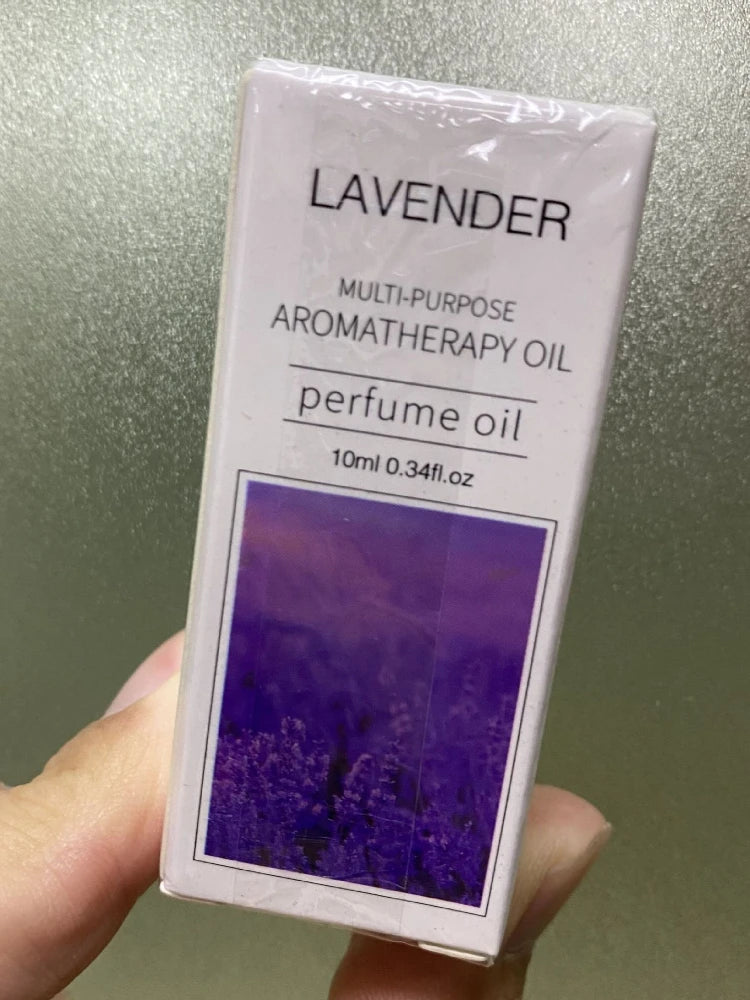 LAVENDER
MULTI-PURPOSE
AROMATHERAPY OIL
perfume oil
10ml 0.34fl.oz